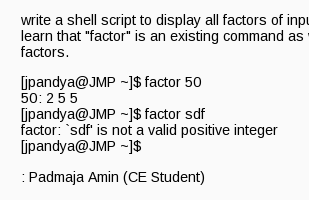 write a shell script to display all factors of inpu
learn that "factor" is an existing command as
factors.
[jpandya@JMP ~]$ factor 50
50: 2 5 5
[jpandya@JMP ~]$ factor sdf
factor: `sdf' is not a valid positive integer
[jpandya@JMP ~]$
: Padmaja Amin (CE Student)